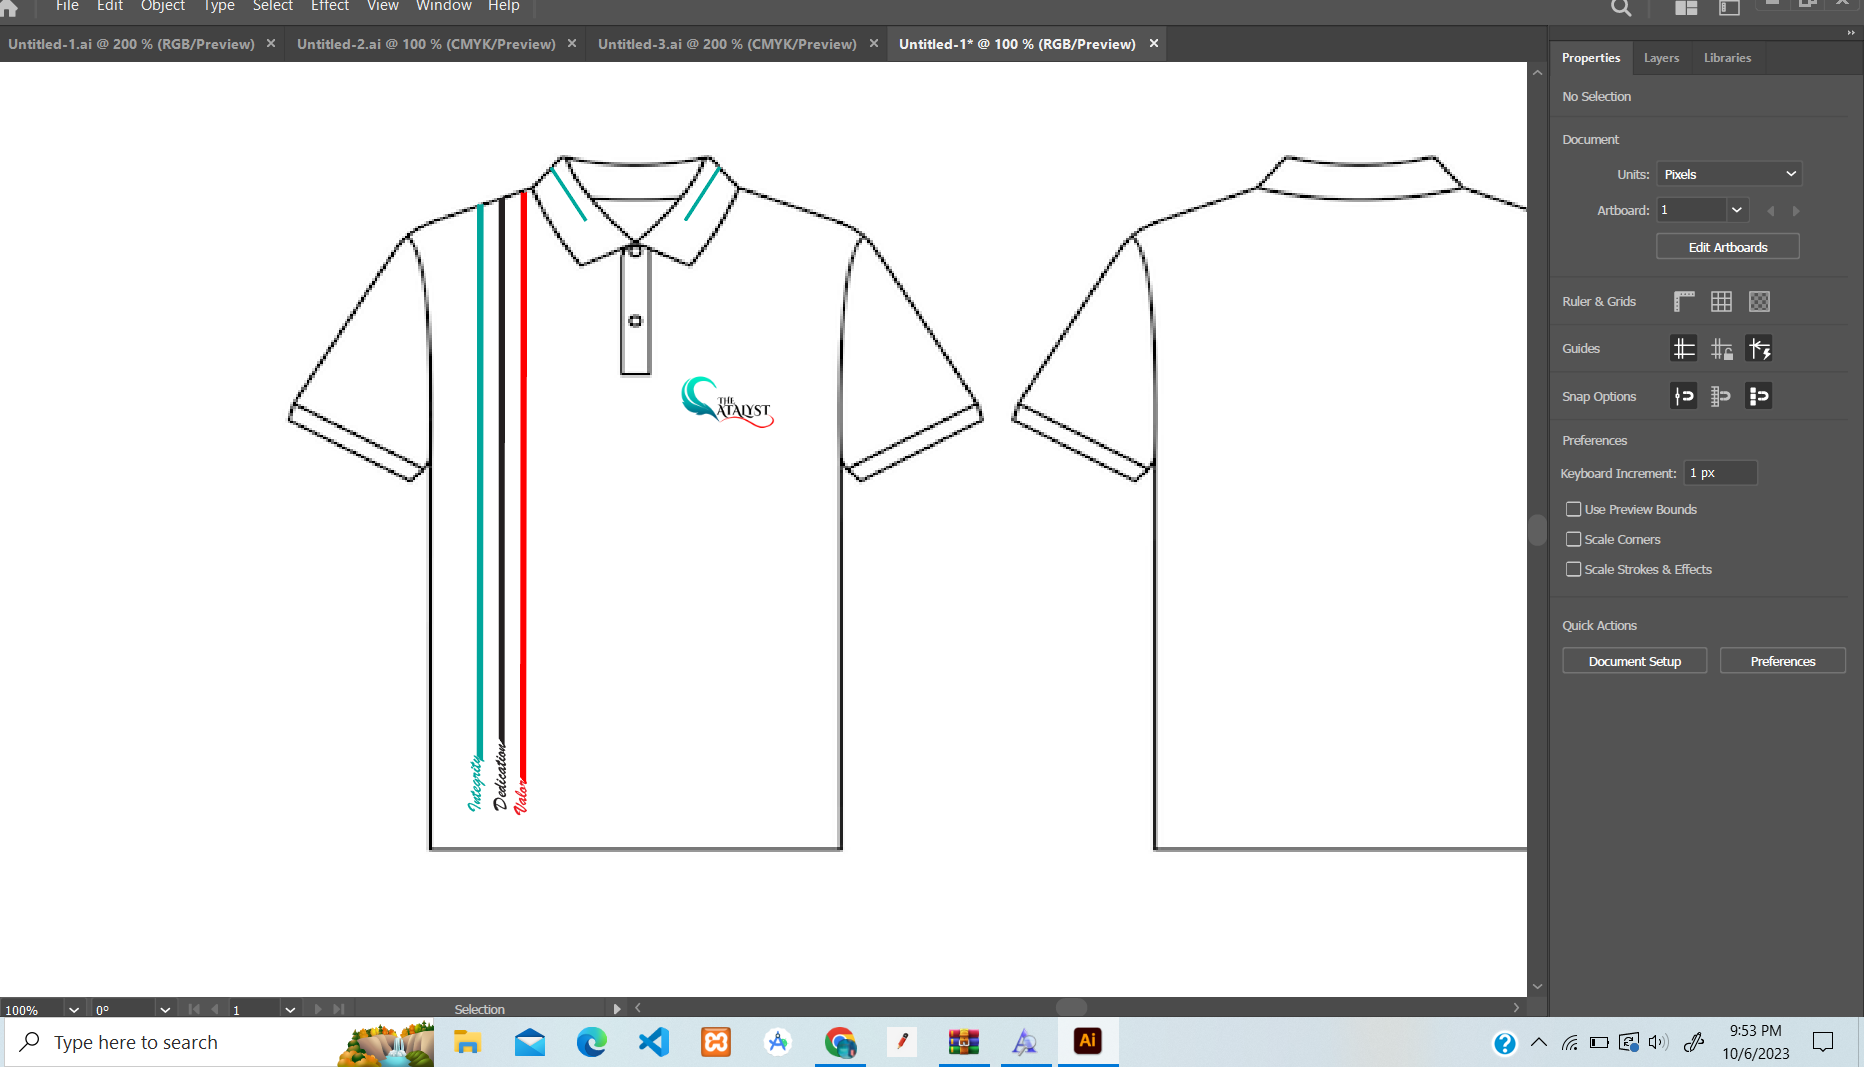 File Edit Object Type Select Effect View Window Help
Untitled-1.ai @ 200 % (RGB/Preview) × Untitled-2.ai @ 100 % (CMYK/Preview) × Untitled-3.ai @ 200 % (CMYK/Preview) × Untitled-1* @ 100 % (RGB/Preview) ×
Properties Layers Libraries
No Selection
Document
Units: Pixels
Artboard: 1
Edit Artboards
Ruler & Grids
Guides
Snap Options
Preferences
Keyboard Increment: 1 px
Use Preview Bounds
Scale Corners
Scale Strokes & Effects
Quick Actions
Document Setup Preferences
THE
ATALYST
Integrity
Dedication
Valor
100% 0° 1 Selection
Type here to search
Ai
9:53 PM
10/6/2023